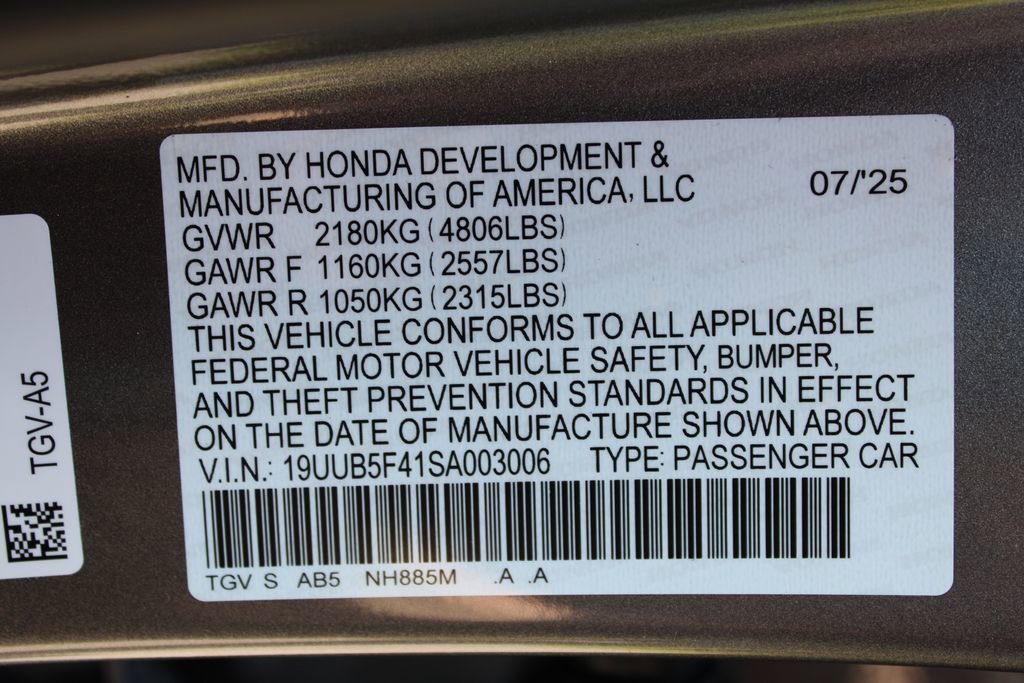 MFD. BY HONDA DEVELOPMENT &
MANUFACTURING OF AMERICA, LLC 07/'25
GVWR 2180KG (4806LBS)
GAWR F 1160KG (2557LBS)
GAWR R 1050KG (2315LBS)
THIS VEHICLE CONFORMS TO ALL APPLICABLE
FEDERAL MOTOR VEHICLE SAFETY, BUMPER,
AND THEFT PREVENTION STANDARDS IN EFFECT
ON THE DATE OF MANUFACTURE SHOWN ABOVE.
V.I.N.: 19UUB5F41SA003006 TYPE: PASSENGER CAR
TGV S AB5 NH885M .A .A
TGV-A5